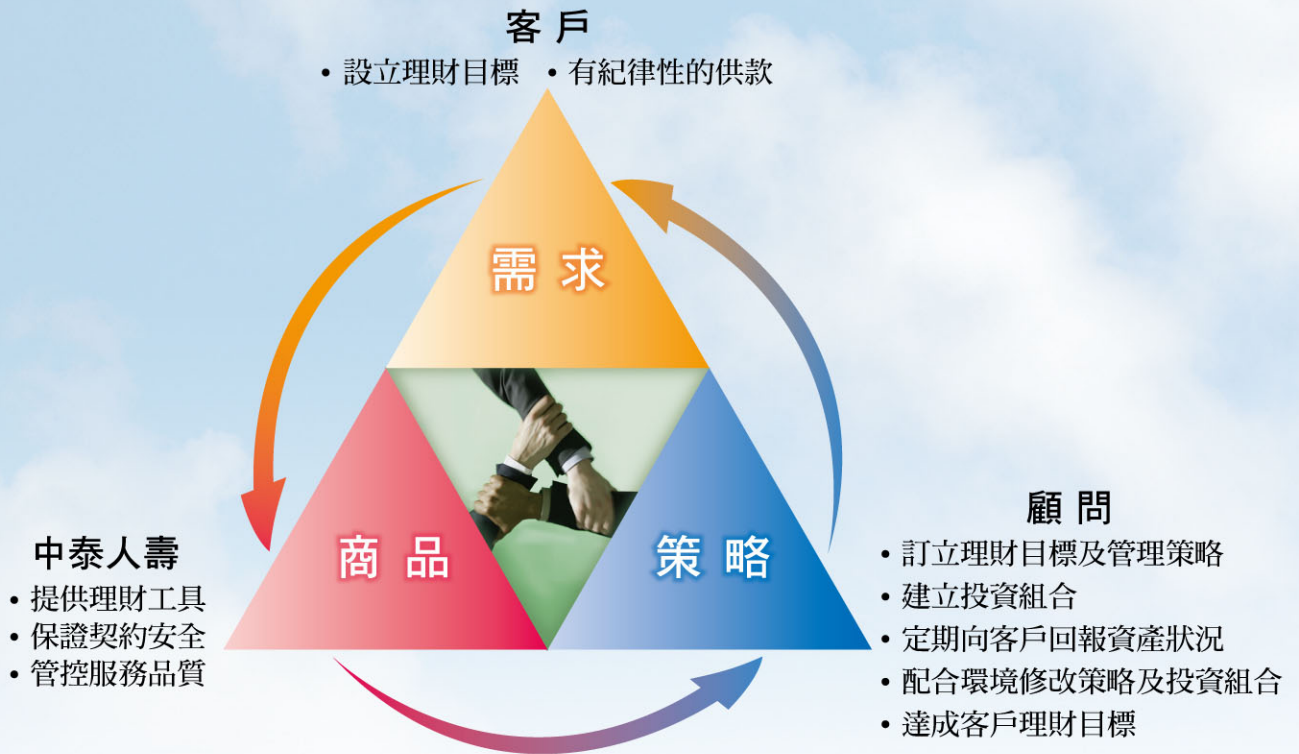 客戶
• 設立理財目標 • 有紀律性的供款
需求
商品
策略
中泰人壽
• 提供理財工具
• 保證契約安全
• 管控服務品質
顧問
• 訂立理財目標及管理策略
• 建立投資組合
• 定期向客戶回報資產狀況
• 配合環境修改策略及投資組合
• 達成客戶理財目標